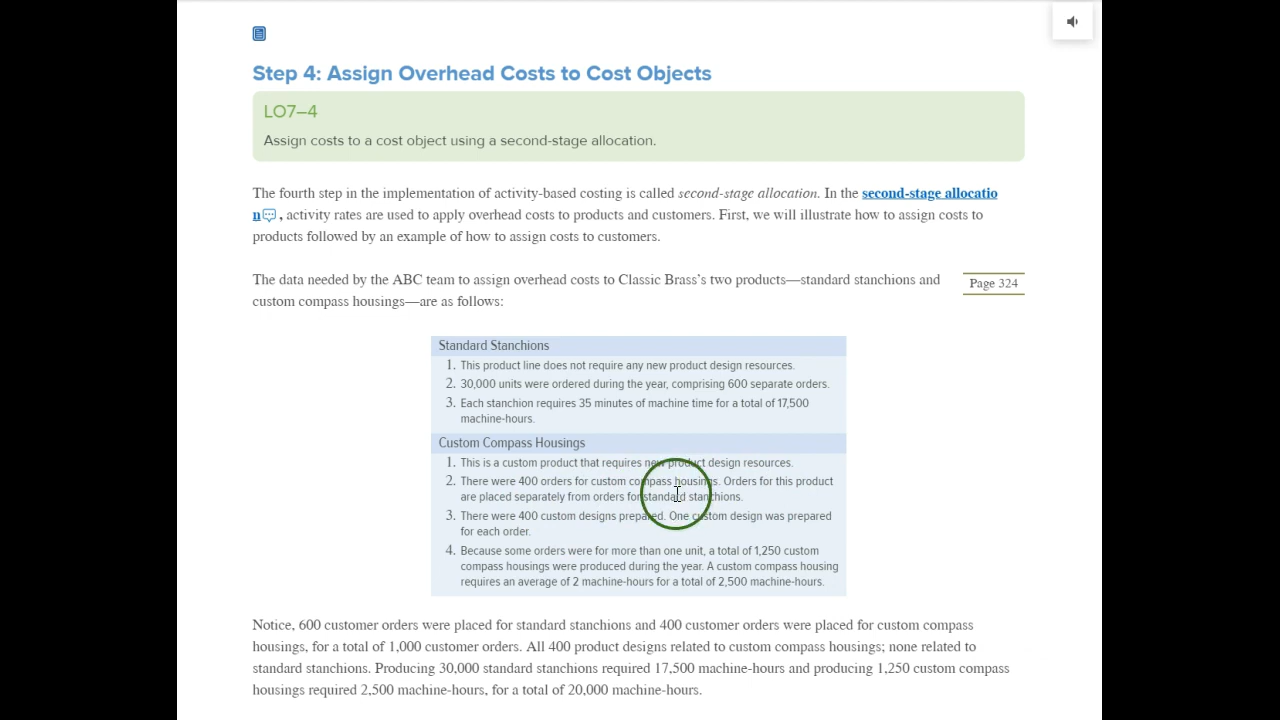 Step 4: Assign Overhead Costs to Cost Objects
LO7–4
Assign costs to a cost object using a second-stage allocation.
The fourth step in the implementation of activity-based costing is called second-stage allocation. In the second-stage allocatio
n, activity rates are used to apply overhead costs to products and customers. First, we will illustrate how to assign costs to
products followed by an example of how to assign costs to customers.
The data needed by the ABC team to assign overhead costs to Classic Brass’s two products—standard stanchions and
custom compass housings—are as follows:
Page 324
Standard Stanchions
1. This product line does not require any new product design resources.
2. 30,000 units were ordered during the year, comprising 600 separate orders.
3. Each stanchion requires 35 minutes of machine time for a total of 17,500
machine-hours.
Custom Compass Housings
1. This is a custom product that requires new product design resources.
2. There were 400 orders for custom compass housings. Orders for this product
are placed separately from orders for standard stanchions.
3. There were 400 custom designs prepared. One custom design was prepared
for each order.
4. Because some orders were for more than one unit, a total of 1,250 custom
compass housings were produced during the year. A custom compass housing
requires an average of 2 machine-hours for a total of 2,500 machine-hours.
Notice, 600 customer orders were placed for standard stanchions and 400 customer orders were placed for custom compass
housings, for a total of 1,000 customer orders. All 400 product designs related to custom compass housings; none related to
standard stanchions. Producing 30,000 standard stanchions required 17,500 machine-hours and producing 1,250 custom compass
housings required 2,500 machine-hours, for a total of 20,000 machine-hours.